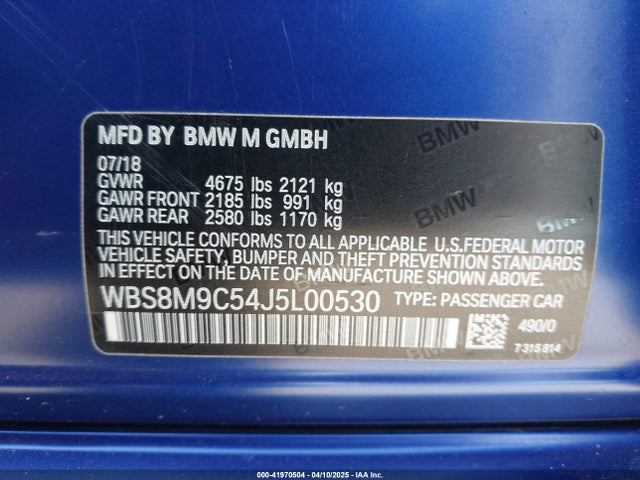 MFD BY BMW M GMBH
07/18
GVWR 4675 lbs 2121 kg
GAWR FRONT 2185 lbs 991 kg
GAWR REAR 2580 lbs 1170 kg
THIS VEHICLE CONFORMS TO ALL APPLICABLE U.S.FEDERAL MOTOR
VEHICLE SAFETY, BUMPER AND THEFT PREVENTION STANDARDS
IN EFFECT ON THE DATE OF MANUFACTURE SHOWN ABOVE.
WBS8M9C54J5L00530 TYPE: PASSENGER CAR
490/0
7315814
000-41970504 - 04/10/2025 - IAA Inc.